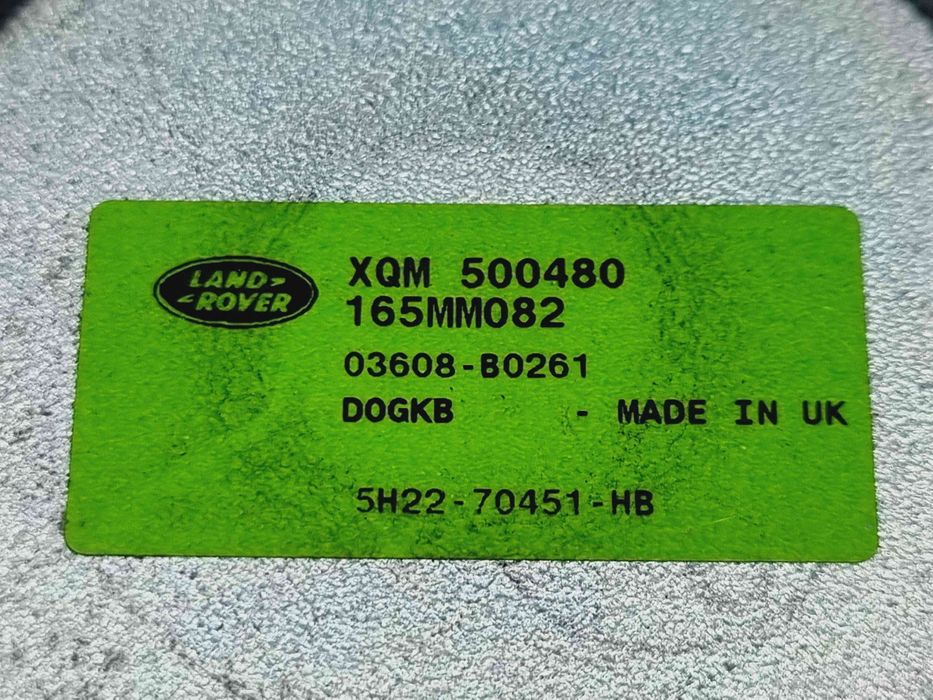 LAND
ROVER
XQM 500480
165MM082
03608-B0261
DOGKB - MADE IN UK
5H22-70451-HB